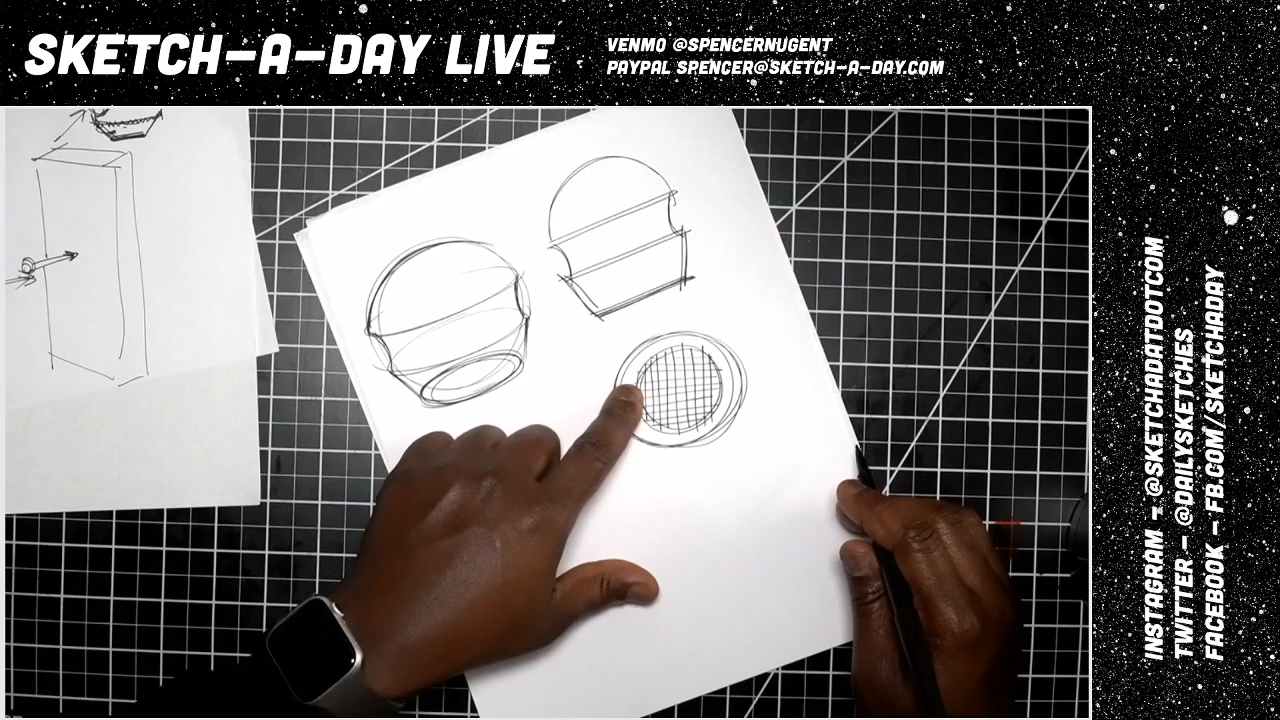 SKETCH-A-DAY LIVE
VENMO @SPENCERNUGENT
PAYPAL SPENCER@SKETCH-A-DAY.COM
INSTAGRAM - @SKETCHADAYDOTCOM
TWITTER - @DAILYSKETCHES
FACEBOOK - FB.COM/SKETCHADAY